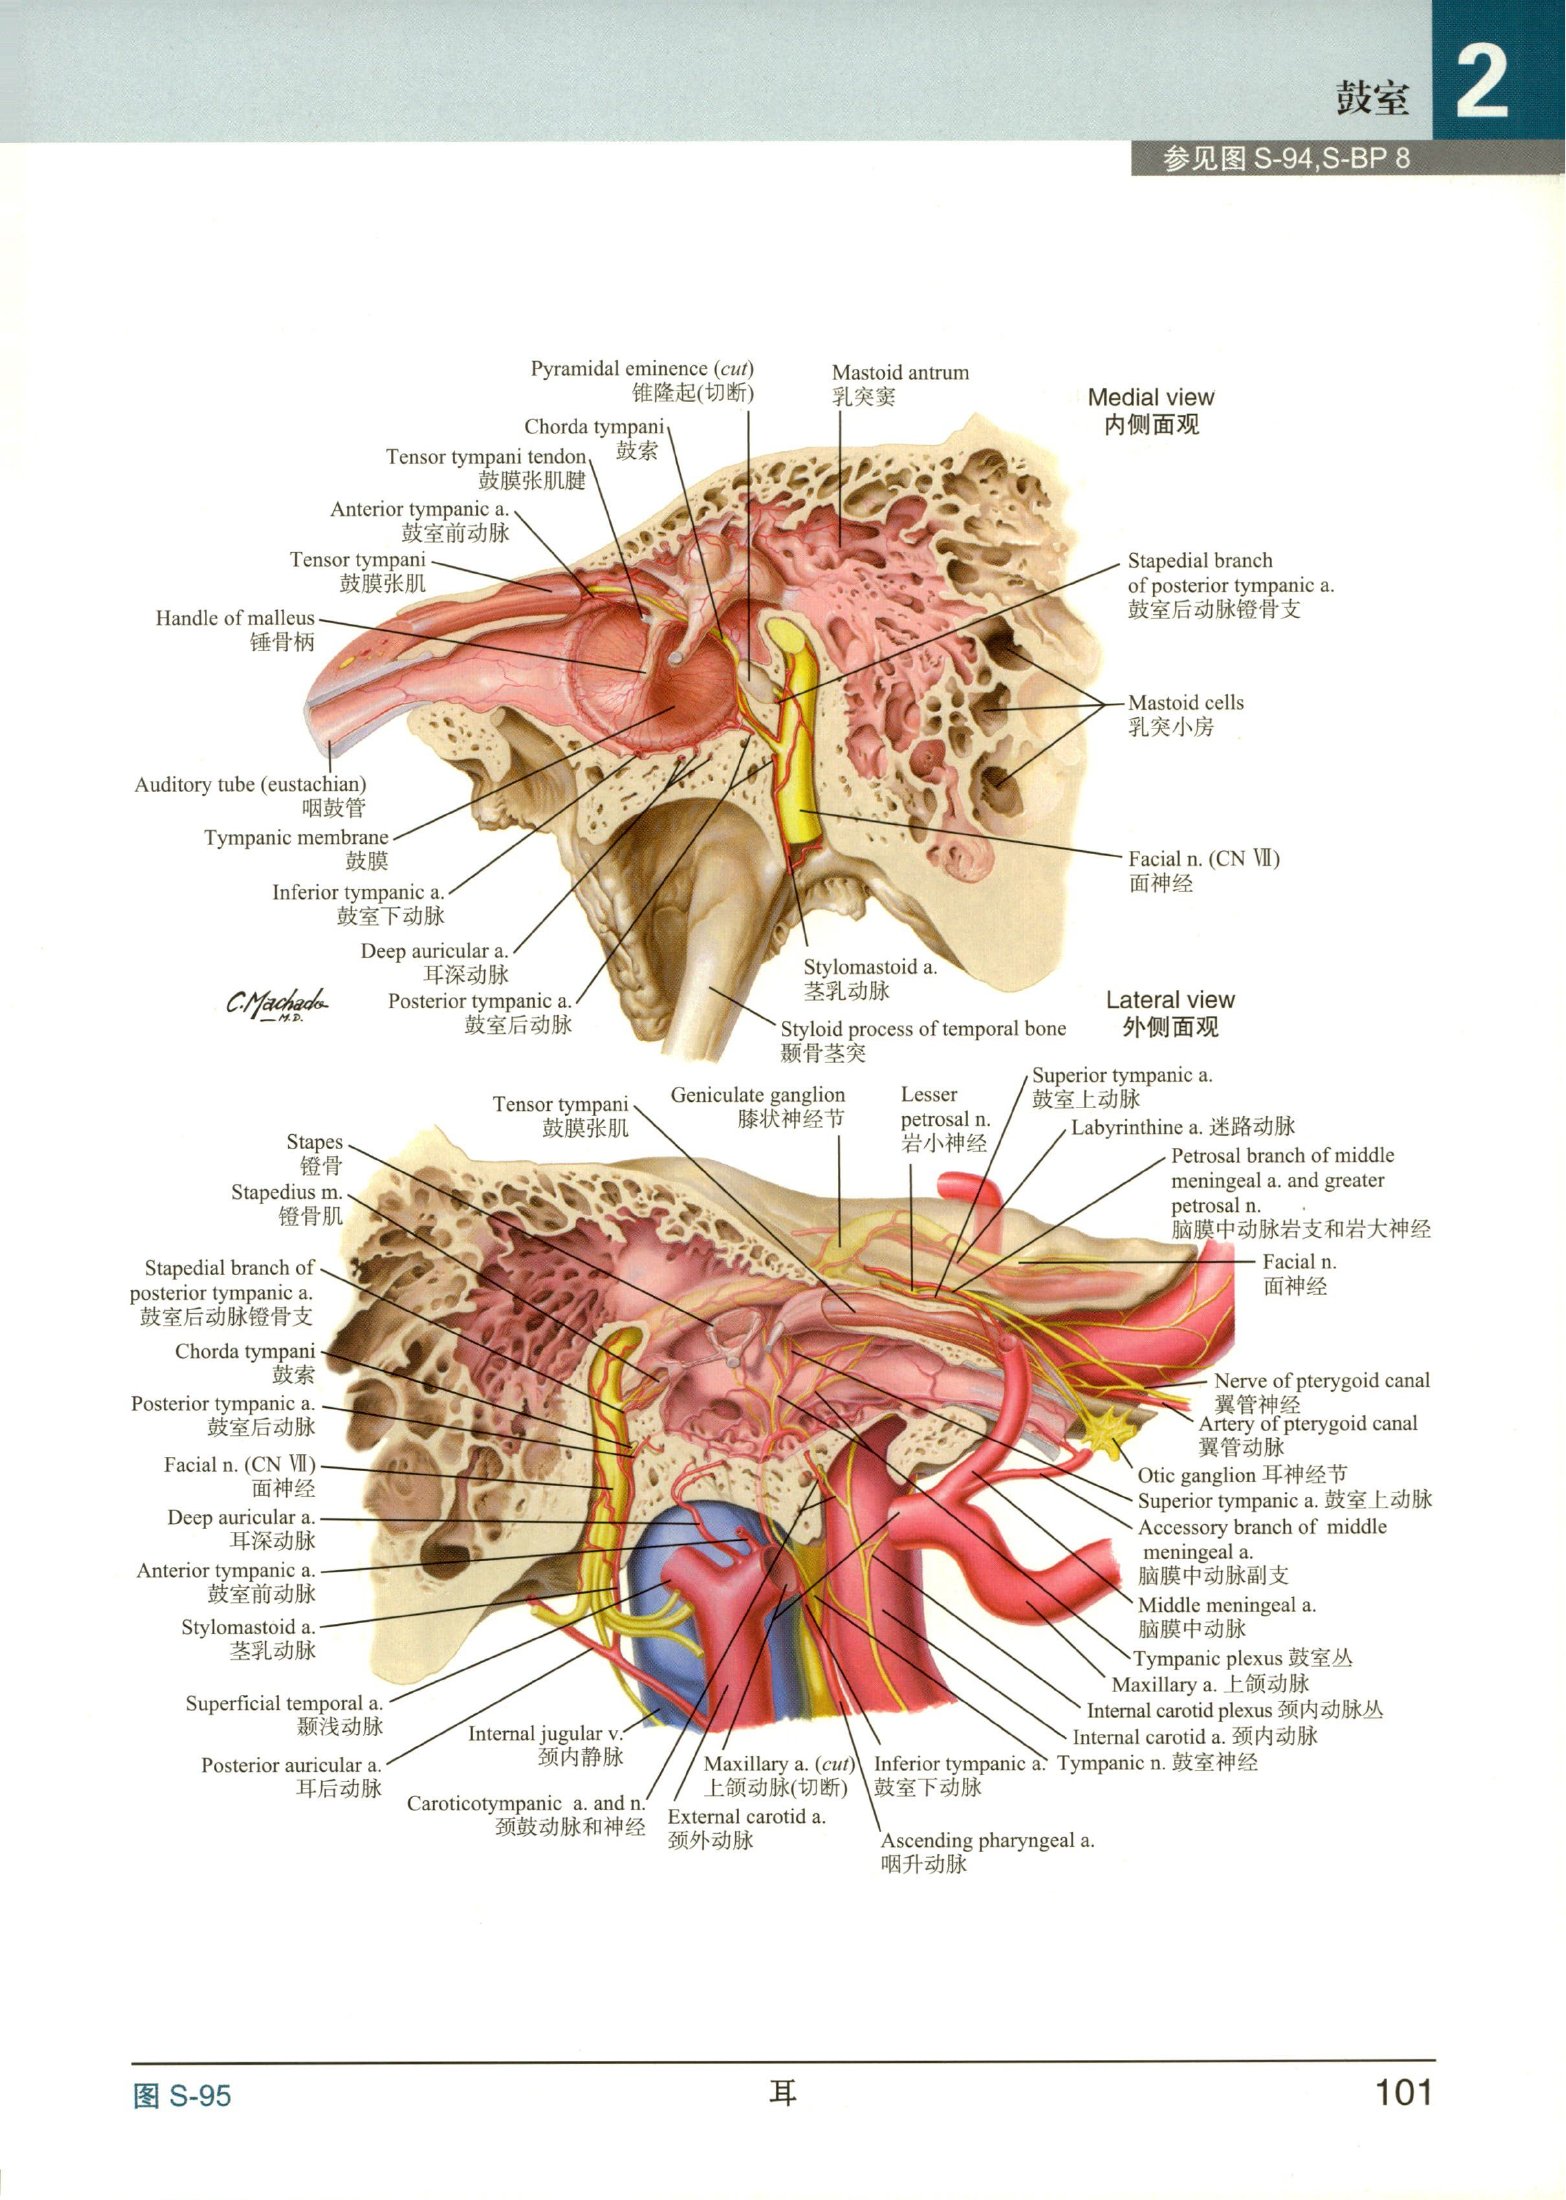 鼓室
2
参见图 S-94,S-BP 8
Pyramidal eminence (cut)
锥隆起(切断)
Mastoid antrum
乳突窦
Medial view
内侧面观
Chorda tympani
鼓索
Tensor tympani tendon
鼓膜张肌腱
Anterior tympanic a.
鼓室前动脉
Tensor tympani
鼓膜张肌
Handle of malleus
锤骨柄
Stapedial branch
of posterior tympanic a.
鼓室后动脉镫骨支
Mastoid cells
乳突小房
Auditory tube (eustachian)
咽鼓管
Tympanic membrane
鼓膜
Inferior tympanic a.
鼓室下动脉
Deep auricular a.
耳深动脉
Posterior tympanic a.
鼓室后动脉
Facial n. (CN Ⅶ)
面神经
Stylomastoid a.
茎乳动脉
Styloid process of temporal bone
颞骨茎突
C.Machado
M.D.
Lateral view
外侧面观
Tensor tympani
鼓膜张肌
Geniculate ganglion
膝状神经节
Lesser
petrosal n.
岩小神经
Superior tympanic a.
鼓室上动脉
Labyrinthine a. 迷路动脉
Petrosal branch of middle
meningeal a. and greater
petrosal n.
脑膜中动脉岩支和岩大神经
Facial n.
面神经
Stapes
镫骨
Stapedius m.
镫骨肌
Stapedial branch of
posterior tympanic a.
鼓室后动脉镫骨支
Chorda tympani
鼓索
Posterior tympanic a.
鼓室后动脉
Facial n. (CN Ⅶ)
面神经
Deep auricular a.
耳深动脉
Anterior tympanic a.
鼓室前动脉
Stylomastoid a.
茎乳动脉
Superficial temporal a.
颞浅动脉
Posterior auricular a.
耳后动脉
Internal jugular v.
颈内静脉
Caroticotympanic a. and n.
颈鼓动脉和神经
Maxillary a. (cut)
上颌动脉(切断)
External carotid a.
颈外动脉
Inferior tympanic a.
鼓室下动脉
Ascending pharyngeal a.
咽升动脉
Nerve of pterygoid canal
翼管神经
Artery of pterygoid canal
翼管动脉
Otic ganglion 耳神经节
Superior tympanic a. 鼓室上动脉
Accessory branch of middle
meningeal a.
脑膜中动脉副支
Middle meningeal a.
脑膜中动脉
Tympanic plexus 鼓室丛
Maxillary a. 上颌动脉
Internal carotid plexus 颈内动脉丛
Internal carotid a. 颈内动脉
Tympanic n. 鼓室神经
图 S-95
耳
101